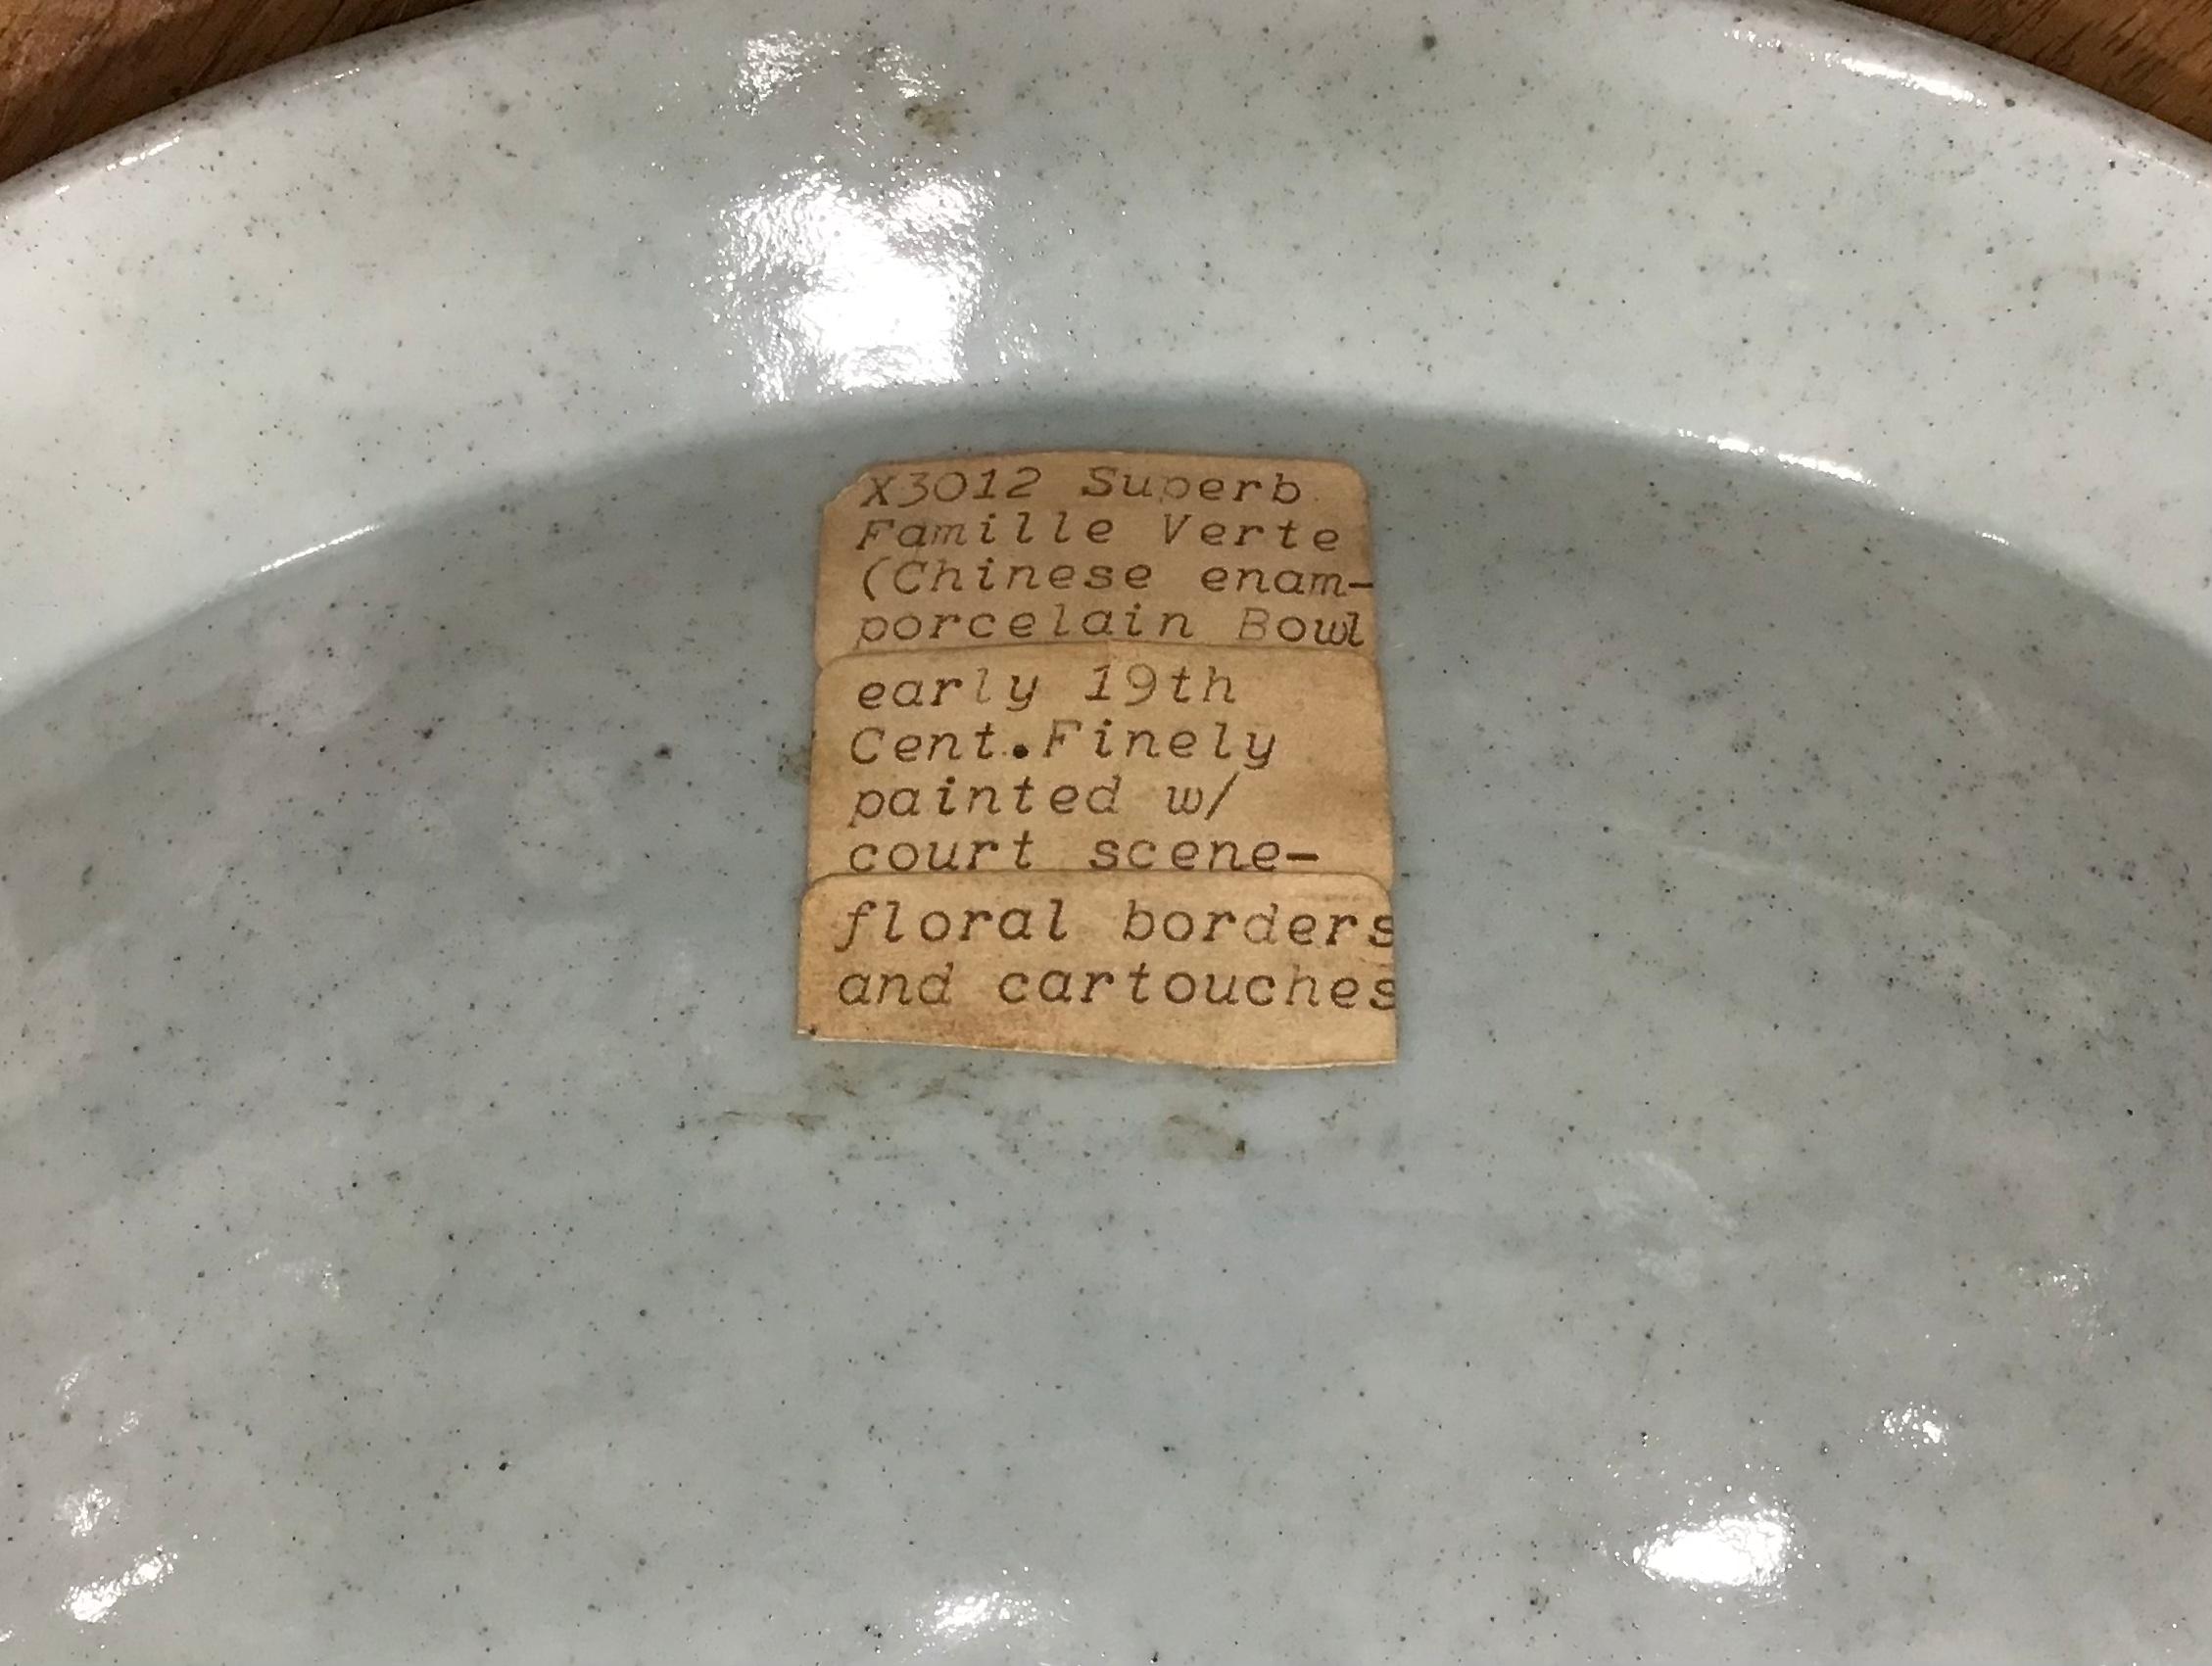 X3012 Superb
Famille Verte
(Chinese enam-
porcelain Bowl
early 19th
Cent.Finely
painted w/
court scene-
floral borders
and cartouches